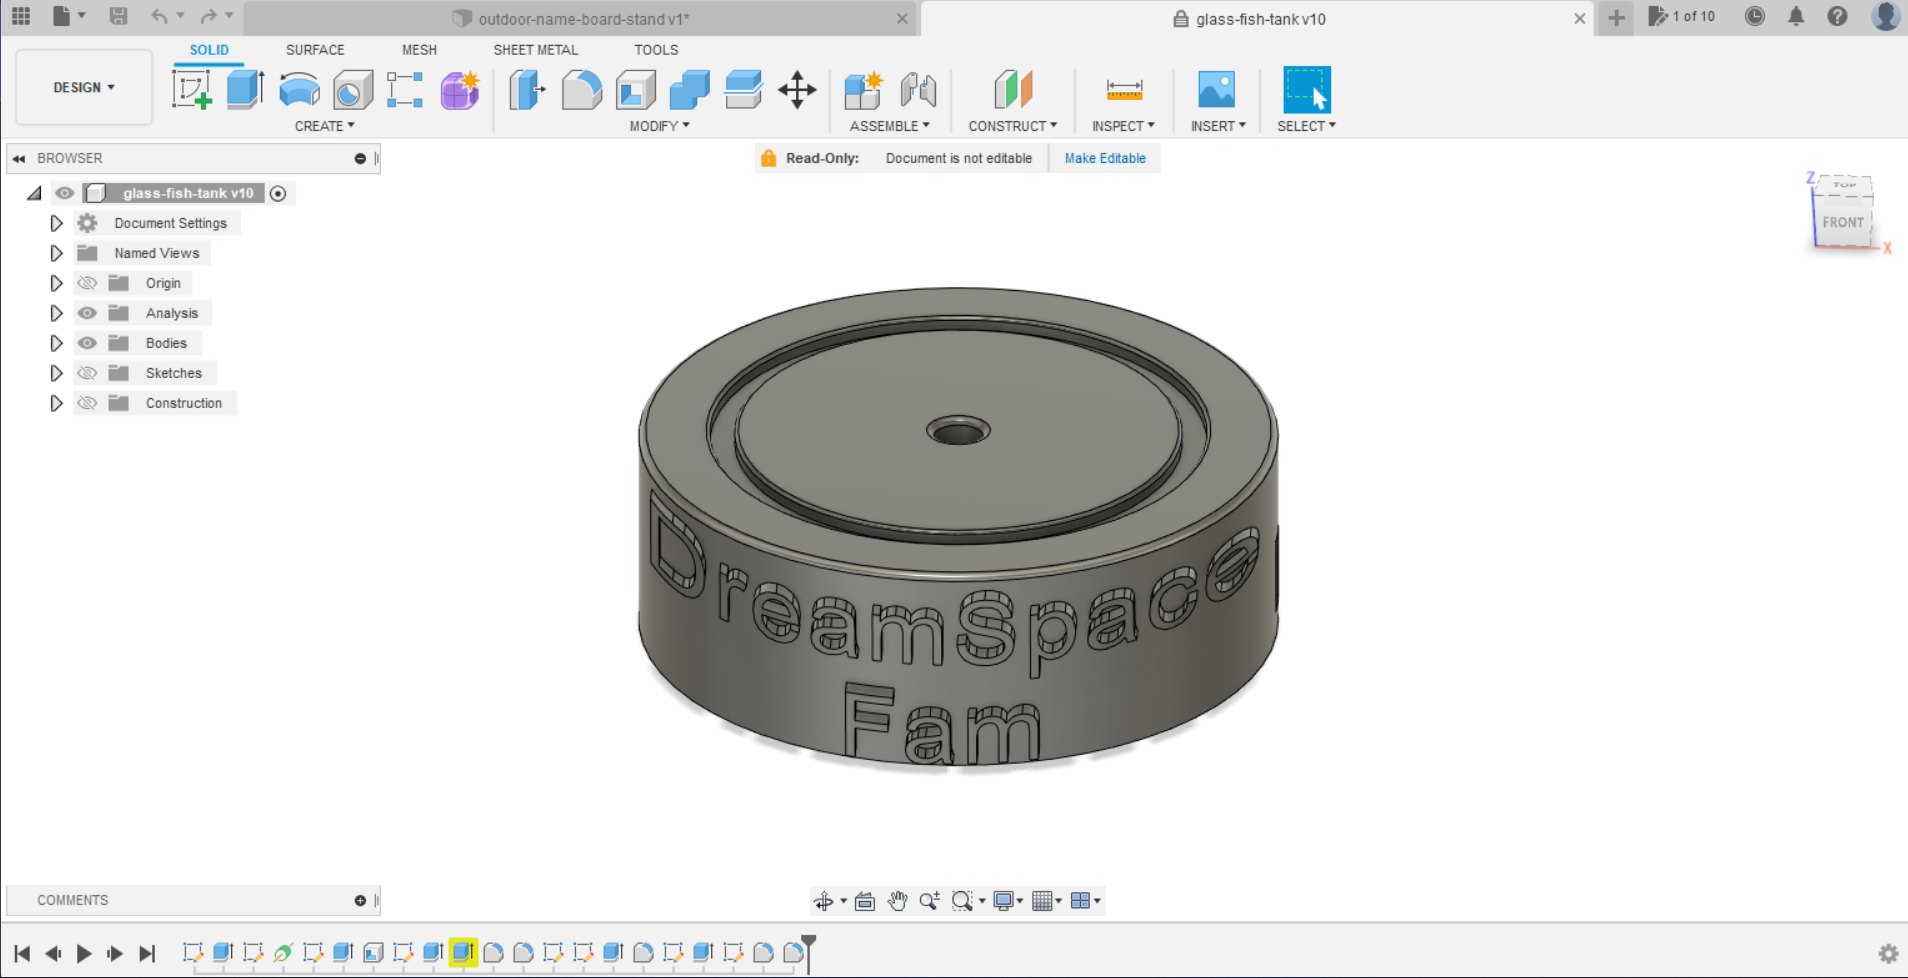 outdoor-name-board-stand v1*
glass-fish-tank v10
1 of 10
DESIGN
SOLID
SURFACE
MESH
SHEET METAL
TOOLS
CREATE
MODIFY
ASSEMBLE
CONSTRUCT
INSPECT
INSERT
SELECT
BROWSER
Read-Only: Document is not editable Make Editable
glass-fish-tank v10
Document Settings
Named Views
Origin
Analysis
Bodies
Sketches
Construction
Z
TOP
FRONT
X
DreamSpace
Fam
COMMENTS